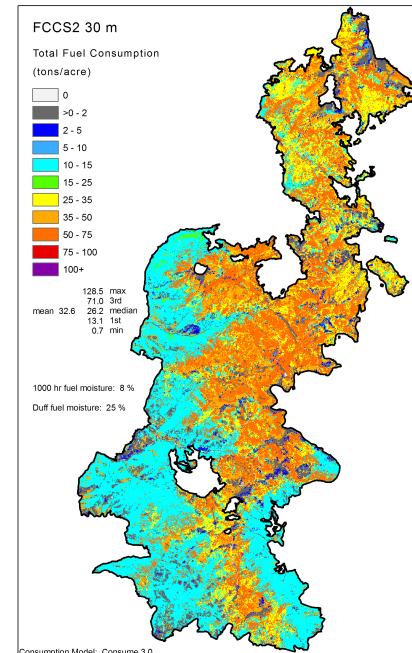 FCCS2 30 m
Total Fuel Consumption
(tons/acre)
0
>0 - 2
2 - 5
5 - 10
10 - 15
15 - 25
25 - 35
35 - 50
50 - 75
75 - 100
100+
128.5 max
71.0 3rd
mean 32.6 26.2 median
13.1 1st
0.7 min
1000 hr fuel moisture: 8 %
Duff fuel moisture: 25 %
Consumption Model: Consume 3.0